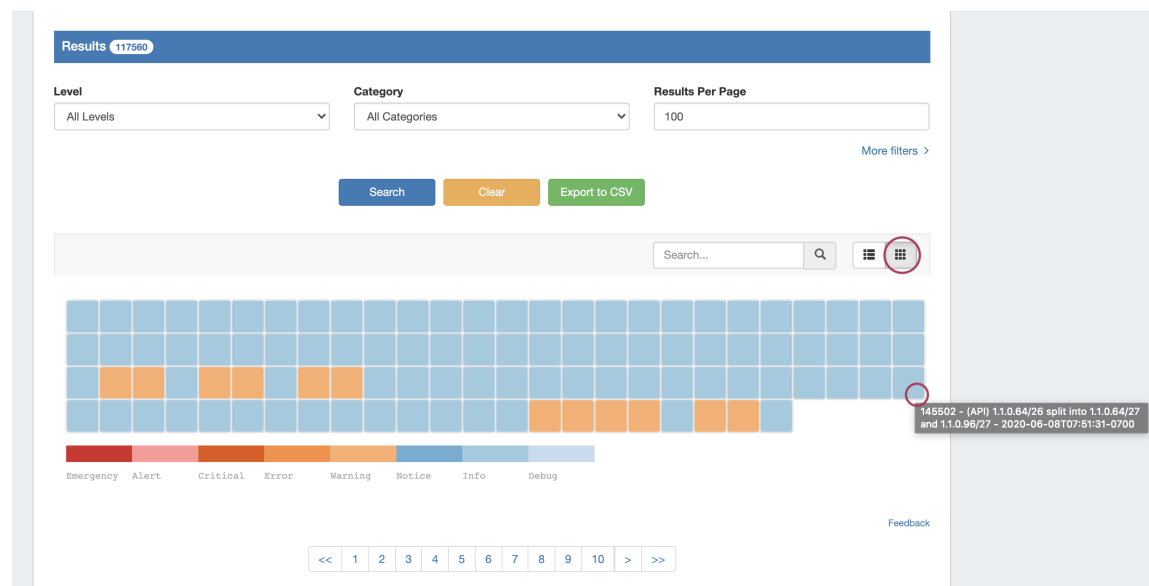 Results 117560
Level
Category
Results Per Page
All Levels
All Categories
100
More filters >
Search
Clear
Export to CSV
Search...
145502 - (API) 1.1.0.64/26 split into 1.1.0.64/27
and 1.1.0.96/27 - 2020-06-08T07:51:31-0700
Emergency Alert Critical Error Warning Notice Info Debug
Feedback
<< 1 2 3 4 5 6 7 8 9 10 > >>